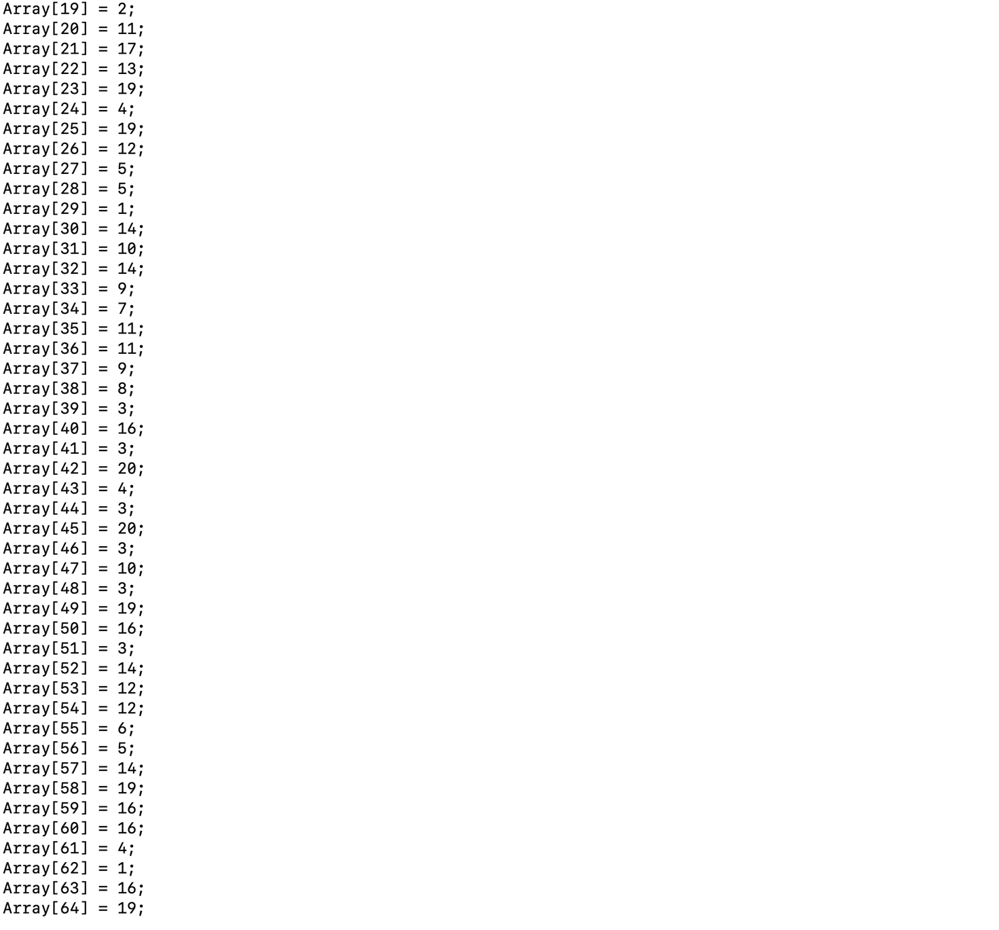 Array[19] = 2;
Array[20] = 11;
Array[21] = 17;
Array[22] = 13;
Array[23] = 19;
Array[24] = 4;
Array[25] = 19;
Array[26] = 12;
Array[27] = 5;
Array[28] = 5;
Array[29] = 1;
Array[30] = 14;
Array[31] = 10;
Array[32] = 14;
Array[33] = 9;
Array[34] = 7;
Array[35] = 11;
Array[36] = 11;
Array[37] = 9;
Array[38] = 8;
Array[39] = 3;
Array[40] = 16;
Array[41] = 3;
Array[42] = 20;
Array[43] = 4;
Array[44] = 3;
Array[45] = 20;
Array[46] = 3;
Array[47] = 10;
Array[48] = 3;
Array[49] = 19;
Array[50] = 16;
Array[51] = 3;
Array[52] = 14;
Array[53] = 12;
Array[54] = 12;
Array[55] = 6;
Array[56] = 5;
Array[57] = 14;
Array[58] = 19;
Array[59] = 16;
Array[60] = 16;
Array[61] = 4;
Array[62] = 1;
Array[63] = 16;
Array[64] = 19;